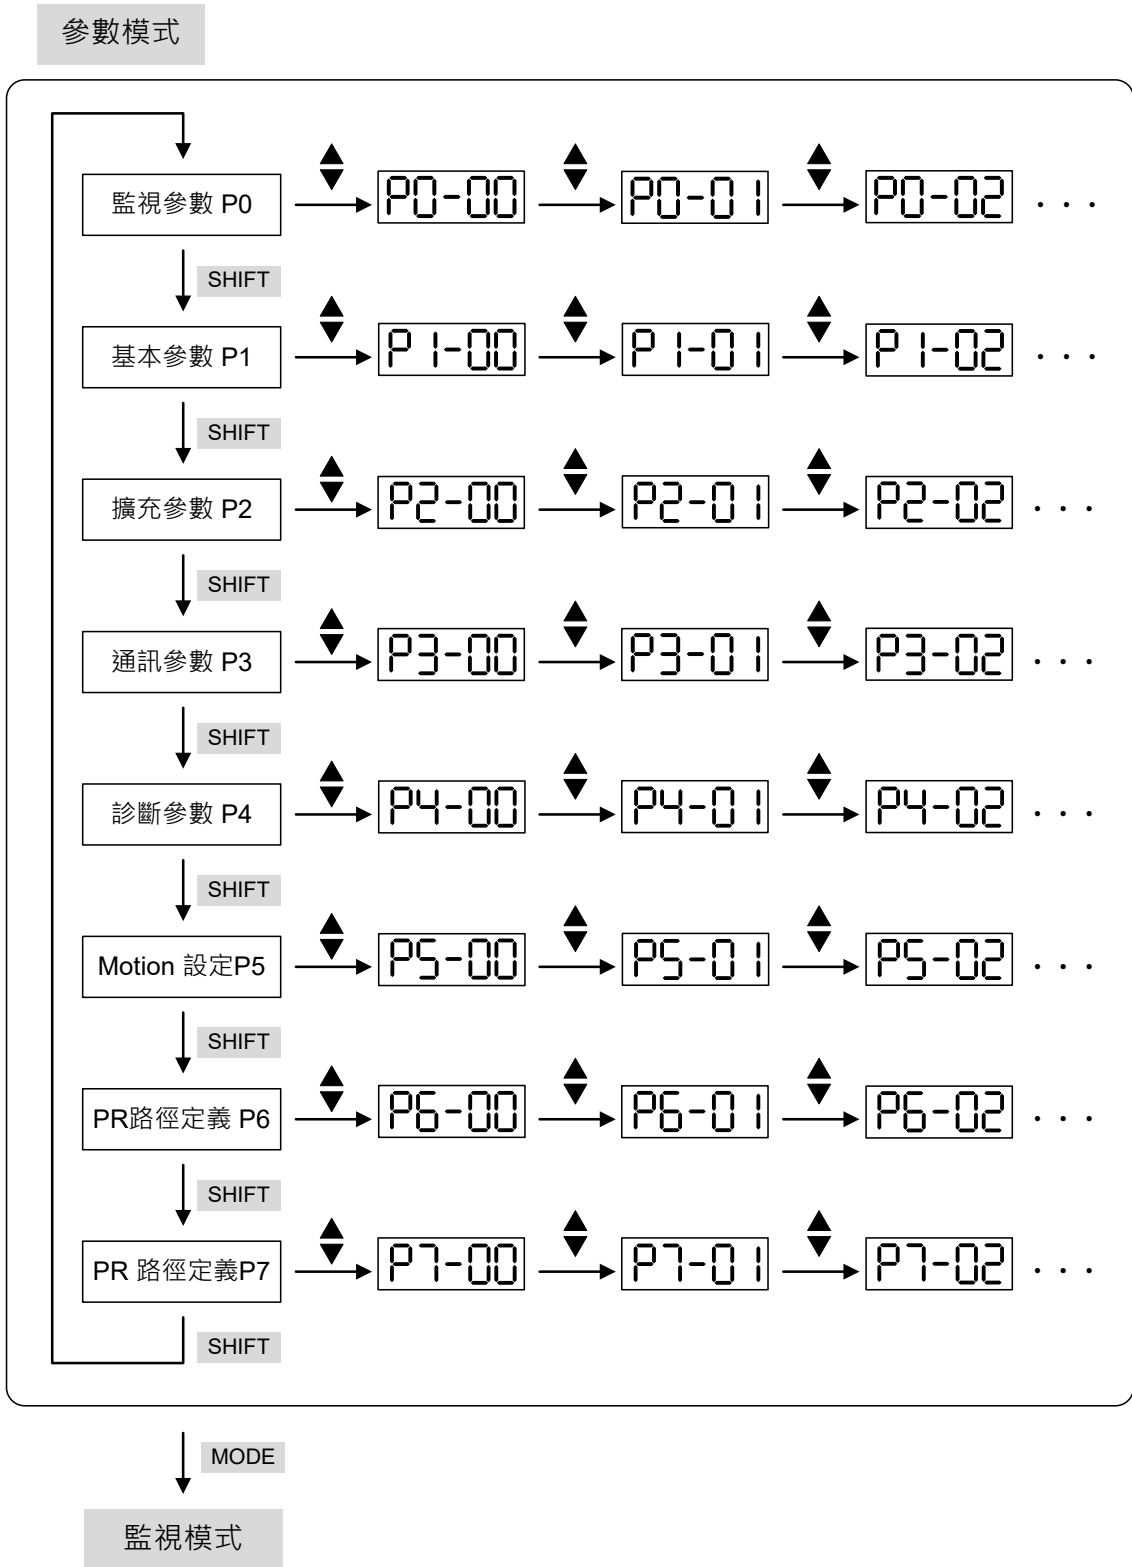 參數模式
監視參數 P0 P0-00 P0-01 P0-02 ···
SHIFT
基本參數 P1 P1-00 P1-01 P1-02 ···
SHIFT
擴充參數 P2 P2-00 P2-01 P2-02 ···
SHIFT
通訊參數 P3 P3-00 P3-01 P3-02 ···
SHIFT
診斷參數 P4 P4-00 P4-01 P4-02 ···
SHIFT
Motion 設定P5 P5-00 P5-01 P5-02 ···
SHIFT
PR路徑定義 P6 P6-00 P6-01 P6-02 ···
SHIFT
PR 路徑定義P7 P7-00 P7-01 P7-02 ···
SHIFT
MODE
監視模式